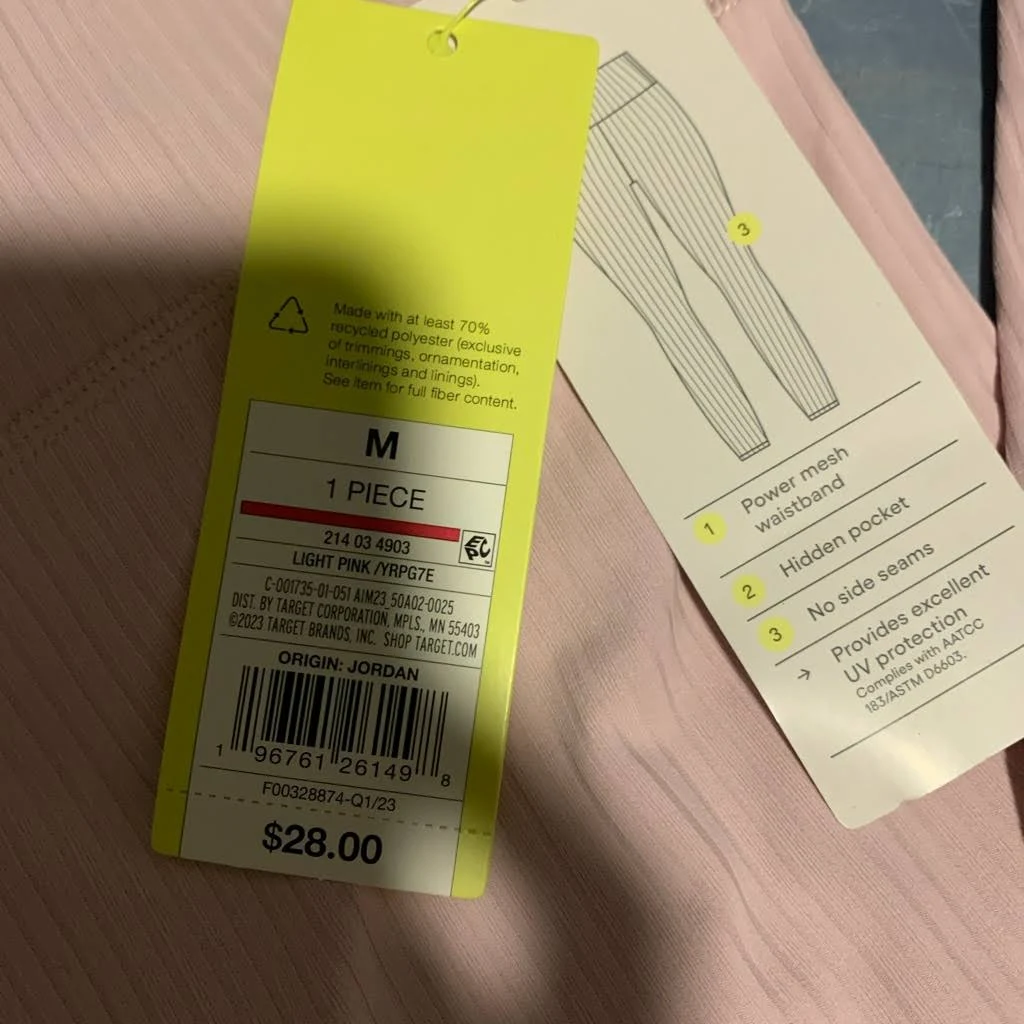 Made with at least 70%
recycled polyester (exclusive
of trimmings, ornamentation,
interlinings and linings).
See item for full fiber content.
M
1 PIECE
214 03 4903
EPC
LIGHT PINK /YRPG7E
C-001735-01-051 AIM23_50A02-0025
DIST. BY TARGET CORPORATION, MPLS., MN 55403
©2023 TARGET BRANDS, INC. SHOP TARGET.COM
ORIGIN: JORDAN
1 96761 26149 8
F00328874-Q1/23
$28.00
3
1 Power mesh
waistband
2 Hidden pocket
3 No side seams
→ Provides excellent
UV protection
Complies with AATCC
183/ASTM D6603.